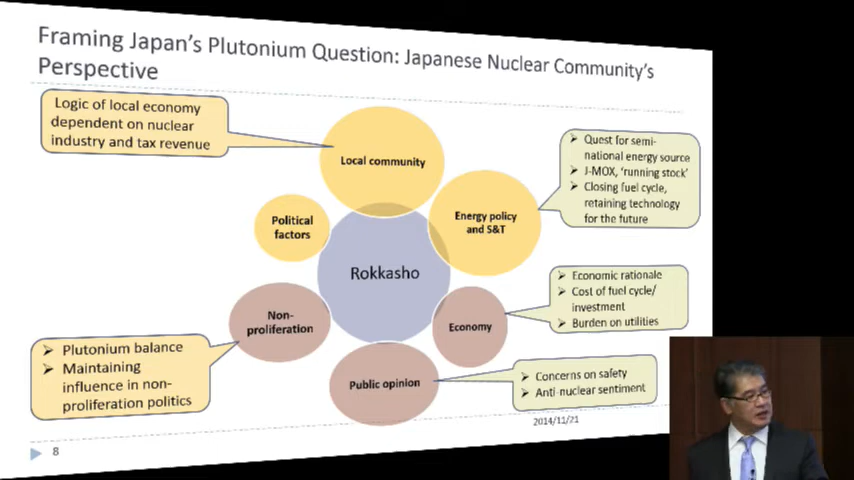 Framing Japan's Plutonium Question: Japanese Nuclear Community's
Perspective
Logic of local economy
dependent on nuclear
industry and tax revenue
Local community
Quest for semi-
national energy source
J-MOX, 'running stock'
Closing fuel cycle,
retaining technology
for the future
Political
factors
Energy policy
and S&T
Rokkasho
Economic rationale
Cost of fuel cycle/
investment
Burden on utilities
Non-
proliferation
Economy
Plutonium balance
Maintaining
influence in non-
proliferation politics
Public opinion
Concerns on safety
Anti-nuclear sentiment
2014/11/21
8